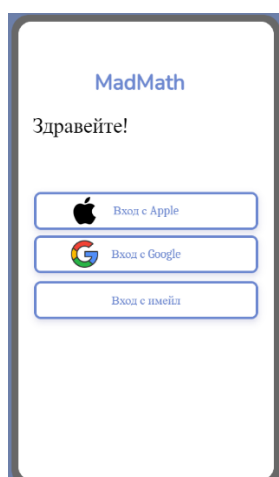 MadMath
Здравейте!
Вход с Apple
Вход с Google
Вход с имейл